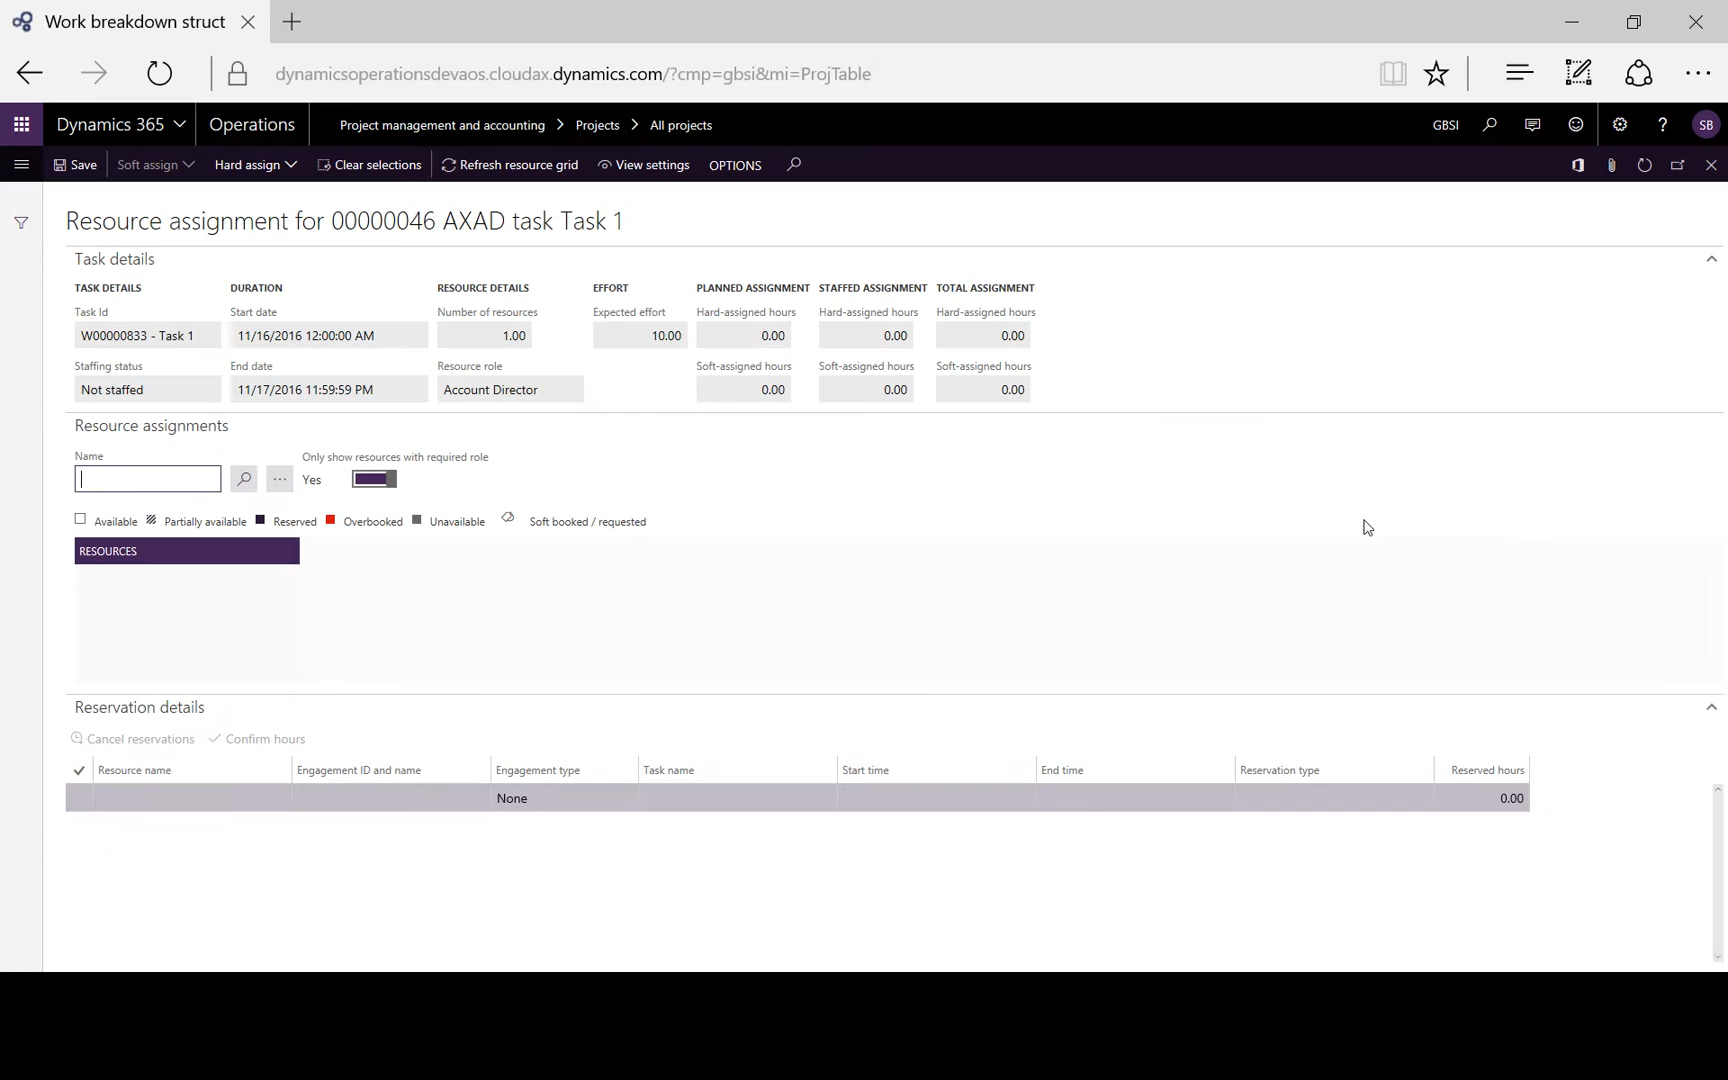 Work breakdown struct
dynamicsoperationsdevaos.cloudax.dynamics.com/?cmp=gbsi&mi=ProjTable
Dynamics 365 Operations Project management and accounting > Projects > All projects GBSI ? SB
Save Soft assign Hard assign Clear selections Refresh resource grid View settings OPTIONS
Resource assignment for 00000046 AXAD task Task 1
Task details
TASK DETAILS DURATION RESOURCE DETAILS EFFORT PLANNED ASSIGNMENT STAFFED ASSIGNMENT TOTAL ASSIGNMENT
Task Id Start date Number of resources Expected effort Hard-assigned hours Hard-assigned hours Hard-assigned hours
W00000833 - Task 1 11/16/2016 12:00:00 AM 1.00 10.00 0.00 0.00 0.00
Staffing status End date Resource role Soft-assigned hours Soft-assigned hours Soft-assigned hours
Not staffed 11/17/2016 11:59:59 PM Account Director 0.00 0.00 0.00
Resource assignments
Name Only show resources with required role
Yes
Available Partially available Reserved Overbooked Unavailable Soft booked / requested
RESOURCES
Reservation details
Cancel reservations Confirm hours
Resource name Engagement ID and name Engagement type Task name Start time End time Reservation type Reserved hours
None 0.00